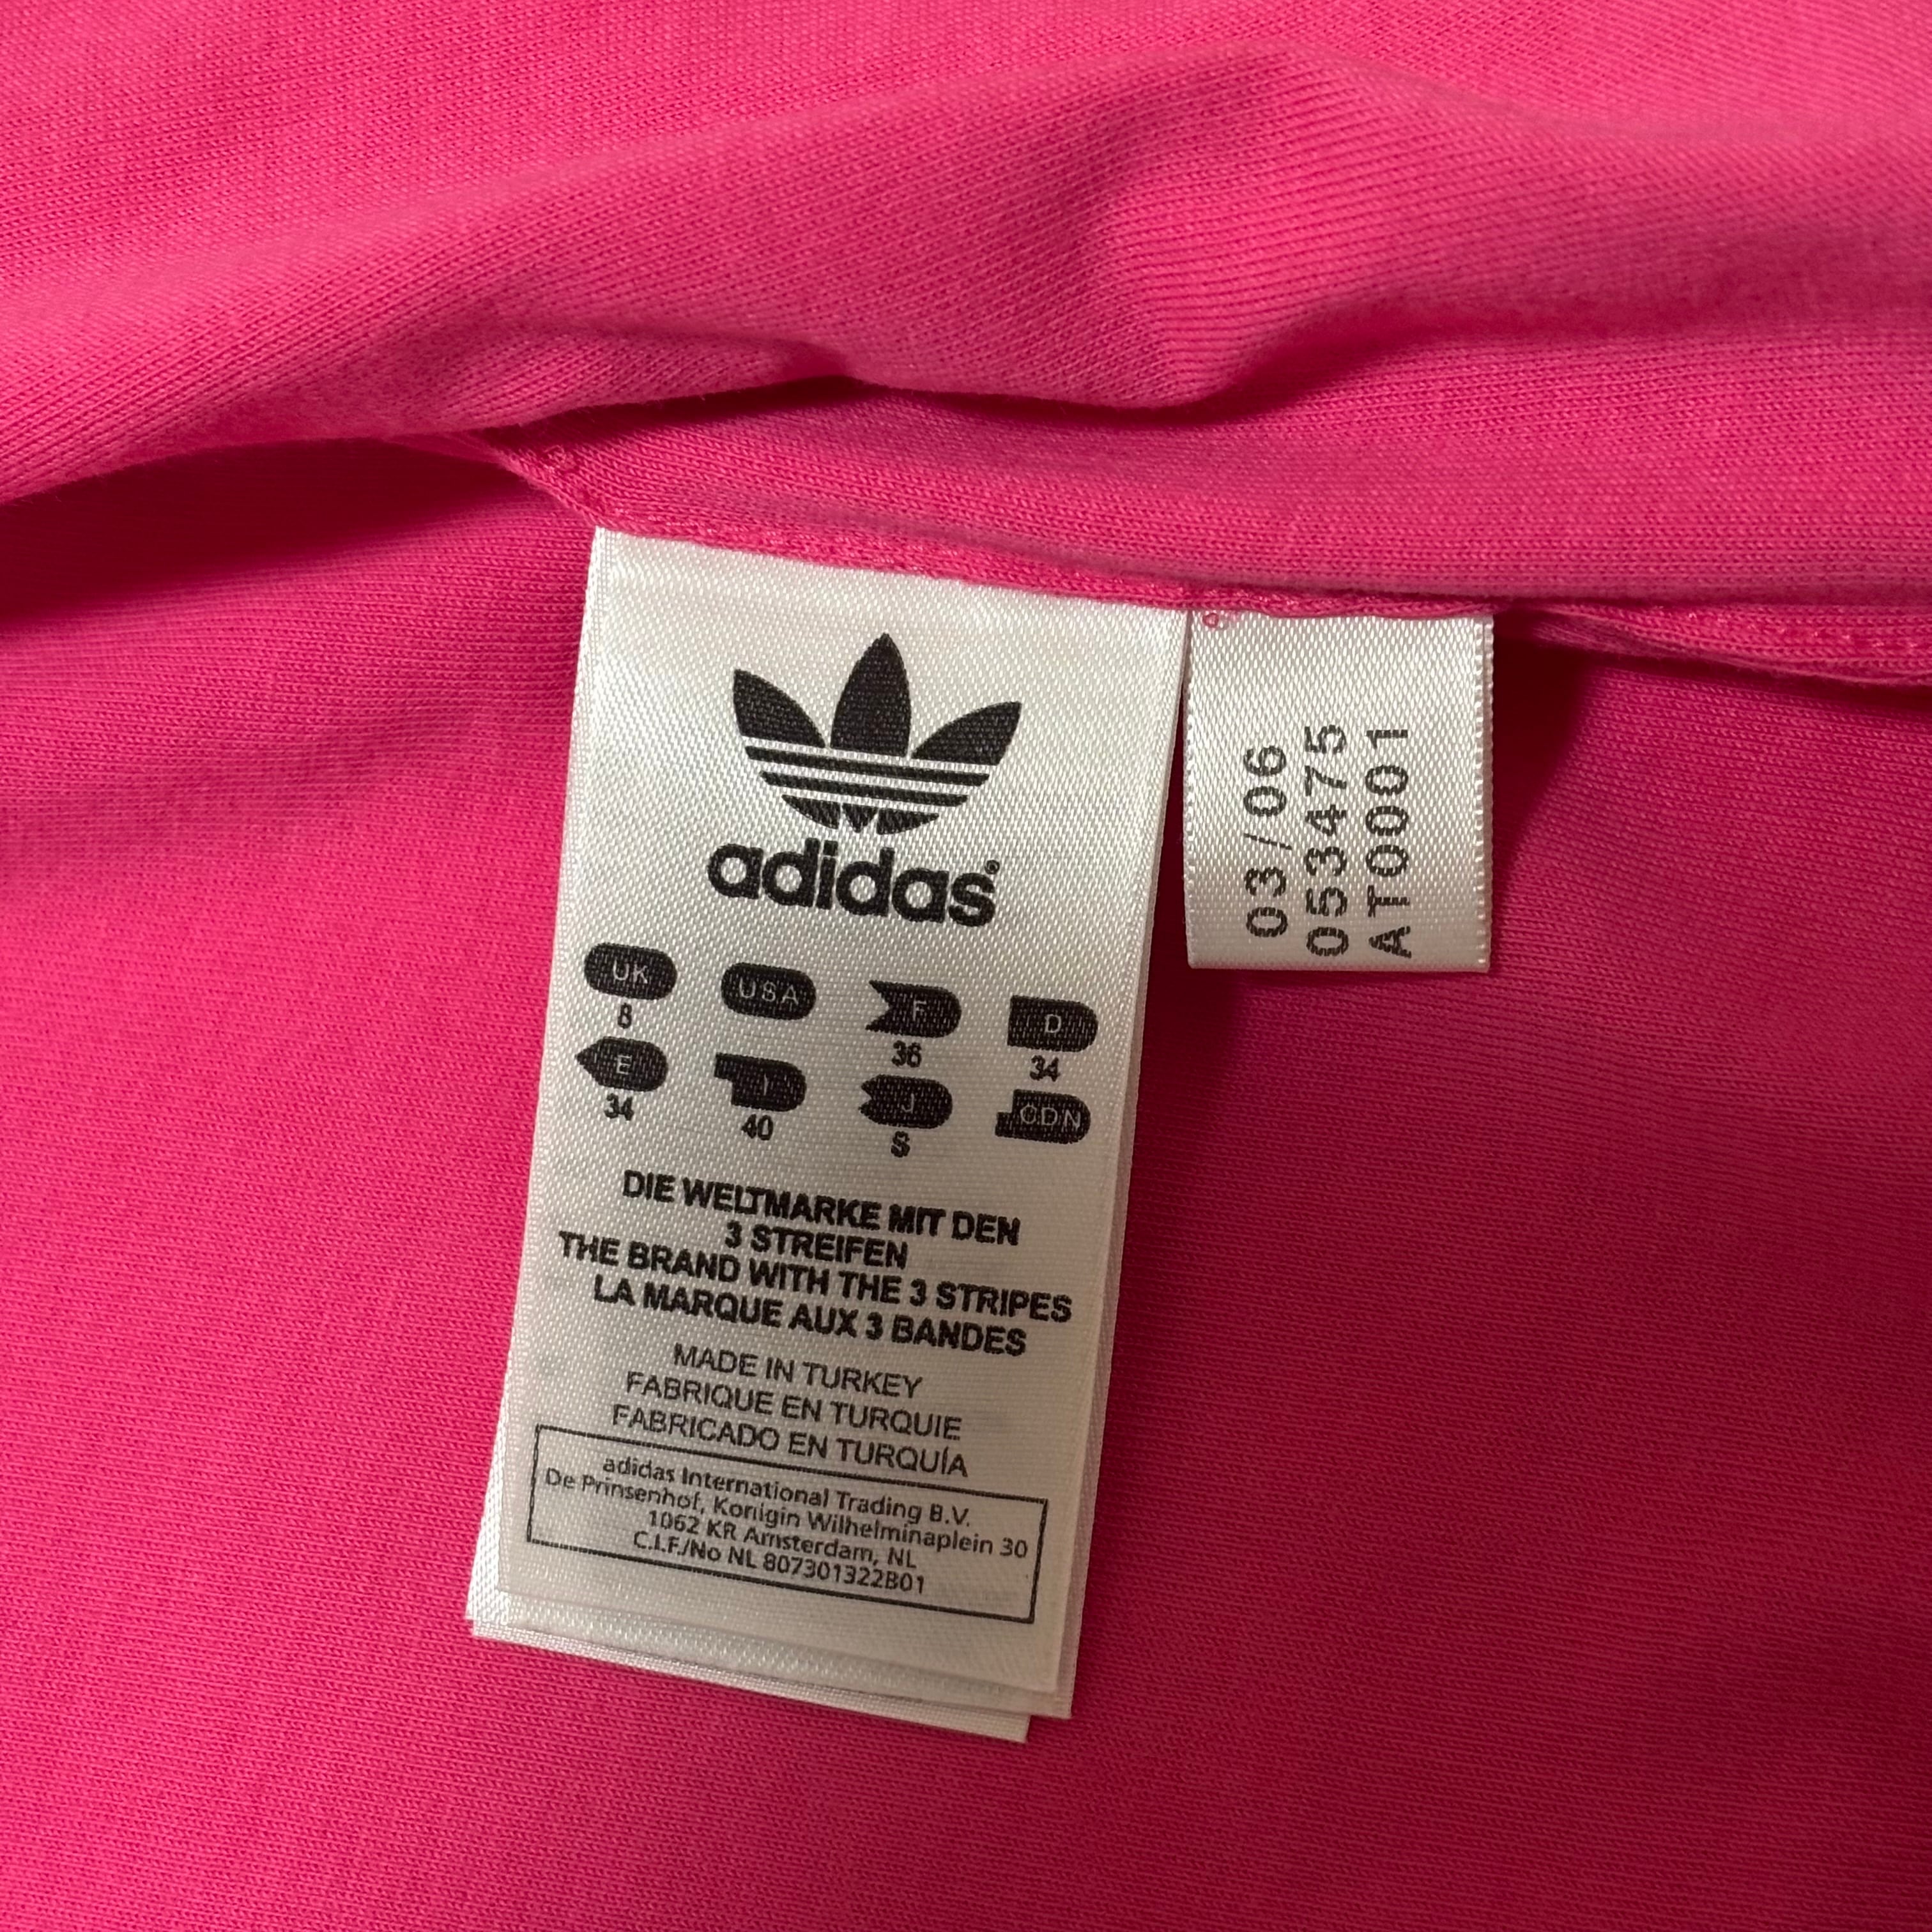 adidas®
UK USA F D
8 36 34
E I J CDN
34 40 S
DIE WELTMARKE MIT DEN
3 STREIFEN
THE BRAND WITH THE 3 STRIPES
LA MARQUE AUX 3 BANDES
MADE IN TURKEY
FABRIQUE EN TURQUIE
FABRICADO EN TURQUÍA
adidas International Trading B.V.
De Prinsenhof, Konigin Wilhelminaplein 30
1062 KR Amsterdam, NL
C.I.F./No NL 807301322B01
03/06
053475
AT0001